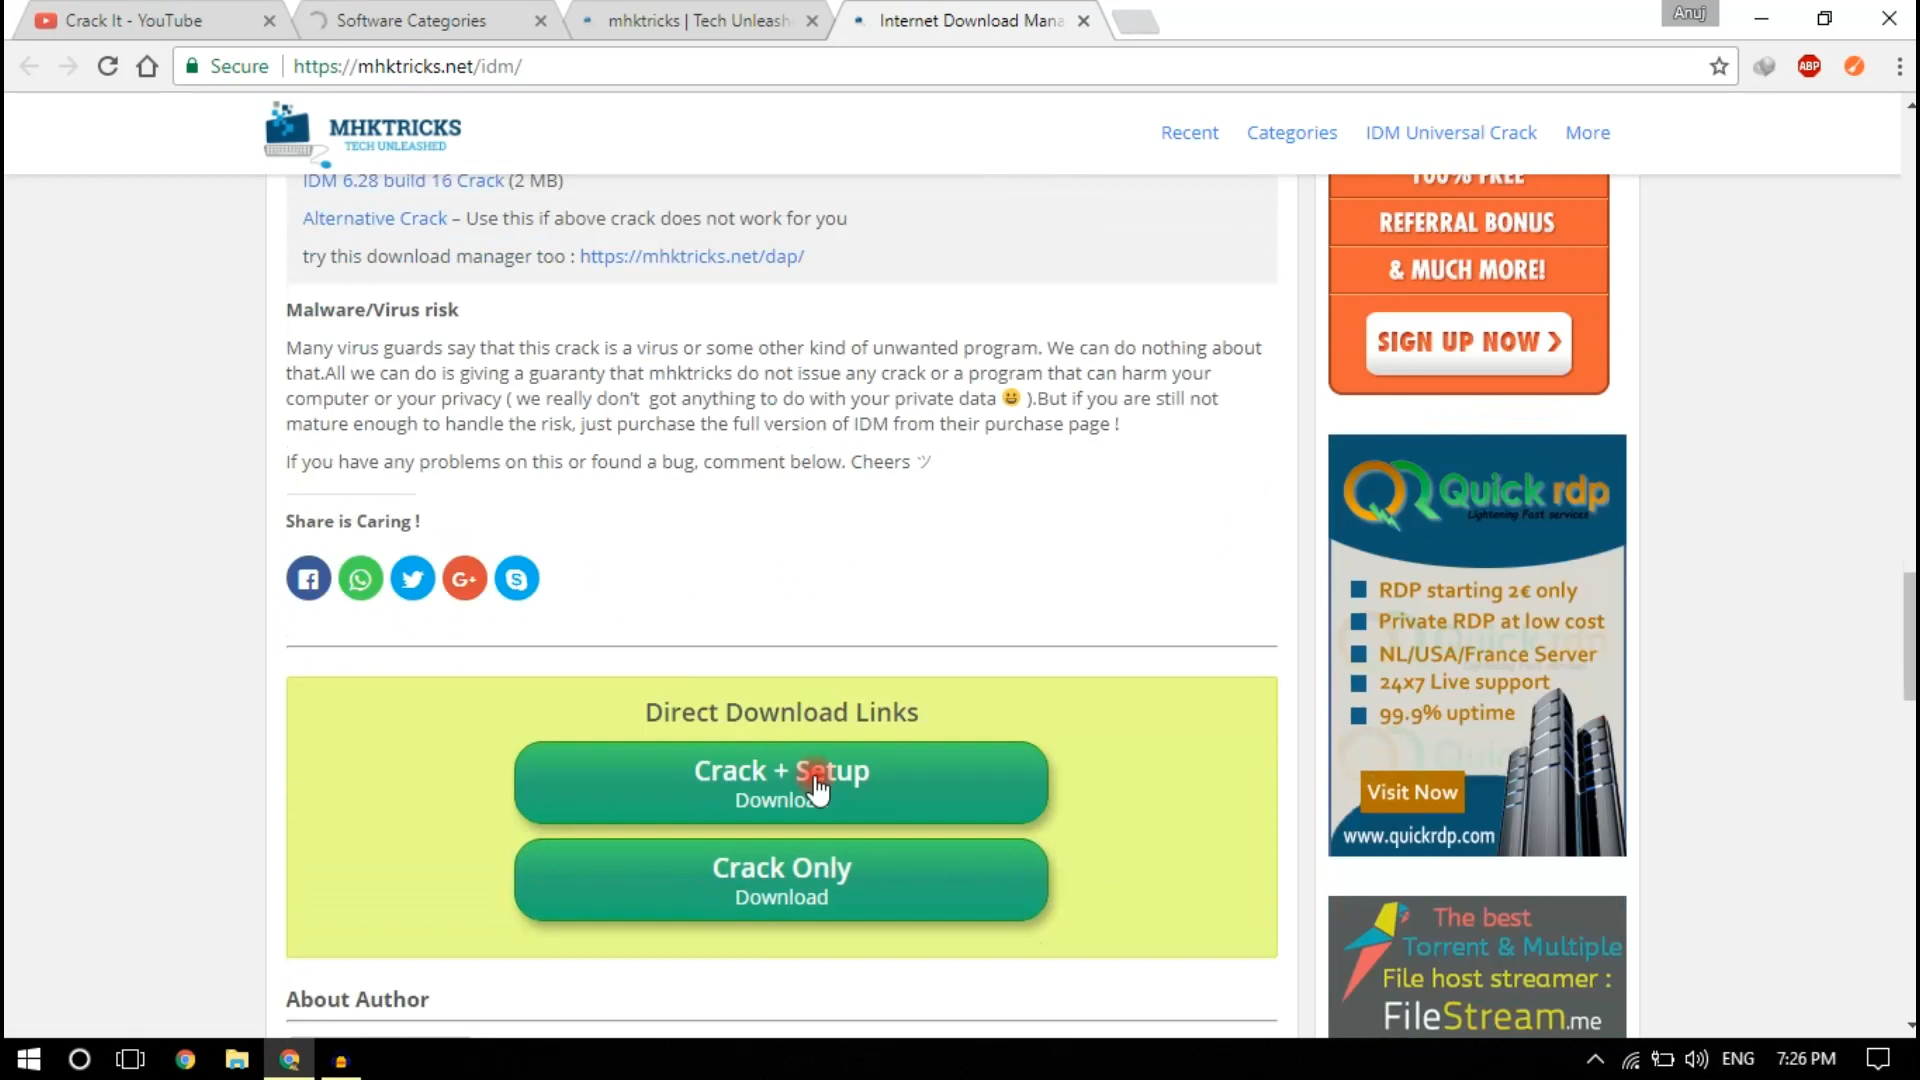 Crack It - YouTube
Software Categories
mhktricks | Tech Unleash
Internet Download Mana
Anuj
Secure
https://mhktricks.net/idm/
ABP
MHKTRICKS
TECH UNLEASHED
Recent
Categories
IDM Universal Crack
More
IDM 6.28 build 16 Crack (2 MB)
Alternative Crack – Use this if above crack does not work for you
try this download manager too : https://mhktricks.net/dap/
Malware/Virus risk
Many virus guards say that this crack is a virus or some other kind of unwanted program. We can do nothing about
that.All we can do is giving a guaranty that mhktricks do not issue any crack or a program that can harm your
computer or your privacy ( we really don't got anything to do with your private data 😀 ).But if you are still not
mature enough to handle the risk, just purchase the full version of IDM from their purchase page !
If you have any problems on this or found a bug, comment below. Cheers ツ
Share is Caring !
G+
Direct Download Links
Crack + Setup
Download
Crack Only
Download
About Author
100% FREE
REFERRAL BONUS
& MUCH MORE!
SIGN UP NOW >
Quick rdp
Lightening Fast services
RDP starting 2€ only
Private RDP at low cost
NL/USA/France Server
24x7 Live support
99.9% uptime
Visit Now
www.quickrdp.com
The best
Torrent & Multiple
File host streamer :
FileStream.me
ENG
7:26 PM